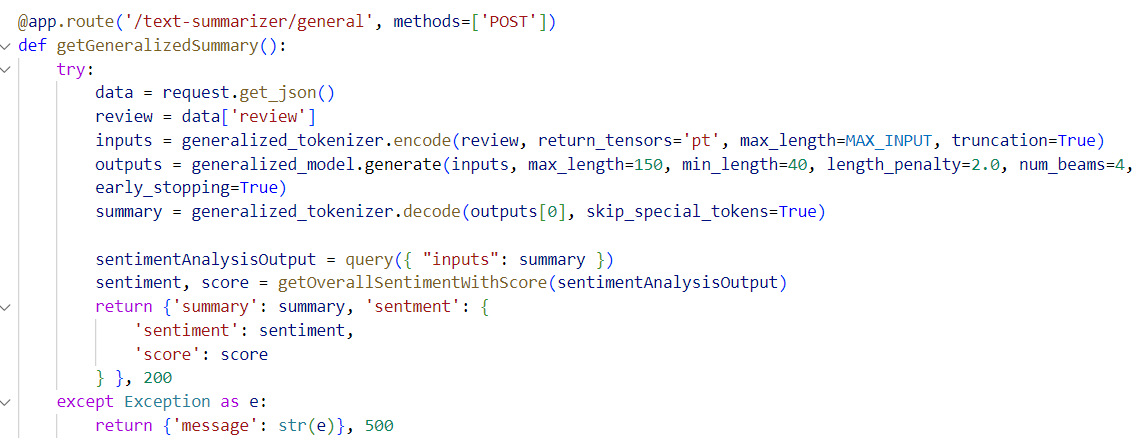 @app.route('/text-summarizer/general', methods=['POST'])
def getGeneralizedSummary():
    try:
        data = request.get_json()
        review = data['review']
        inputs = generalized_tokenizer.encode(review, return_tensors='pt', max_length=MAX_INPUT, truncation=True)
        outputs = generalized_model.generate(inputs, max_length=150, min_length=40, length_penalty=2.0, num_beams=4,
        early_stopping=True)
        summary = generalized_tokenizer.decode(outputs[0], skip_special_tokens=True)

        sentimentAnalysisOutput = query({ "inputs": summary })
        sentiment, score = getOverallSentimentWithScore(sentimentAnalysisOutput)
        return {'summary': summary, 'sentment': {
            'sentiment': sentiment,
            'score': score
        } }, 200
    except Exception as e:
        return {'message': str(e)}, 500